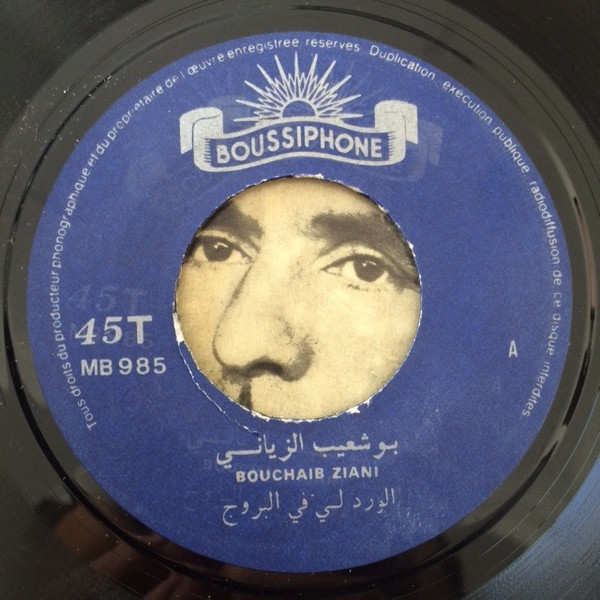 Tous droits du producteur phonographique et du propriétaire de l'œuvre enregistrée réservés Duplication exécution publique radiodiffusion de ce disque interdites
BOUSSIPHONE
45T
MB 985
A
بوشعيب الزياني
BOUCHAIB ZIANI
الورد لي في البروج